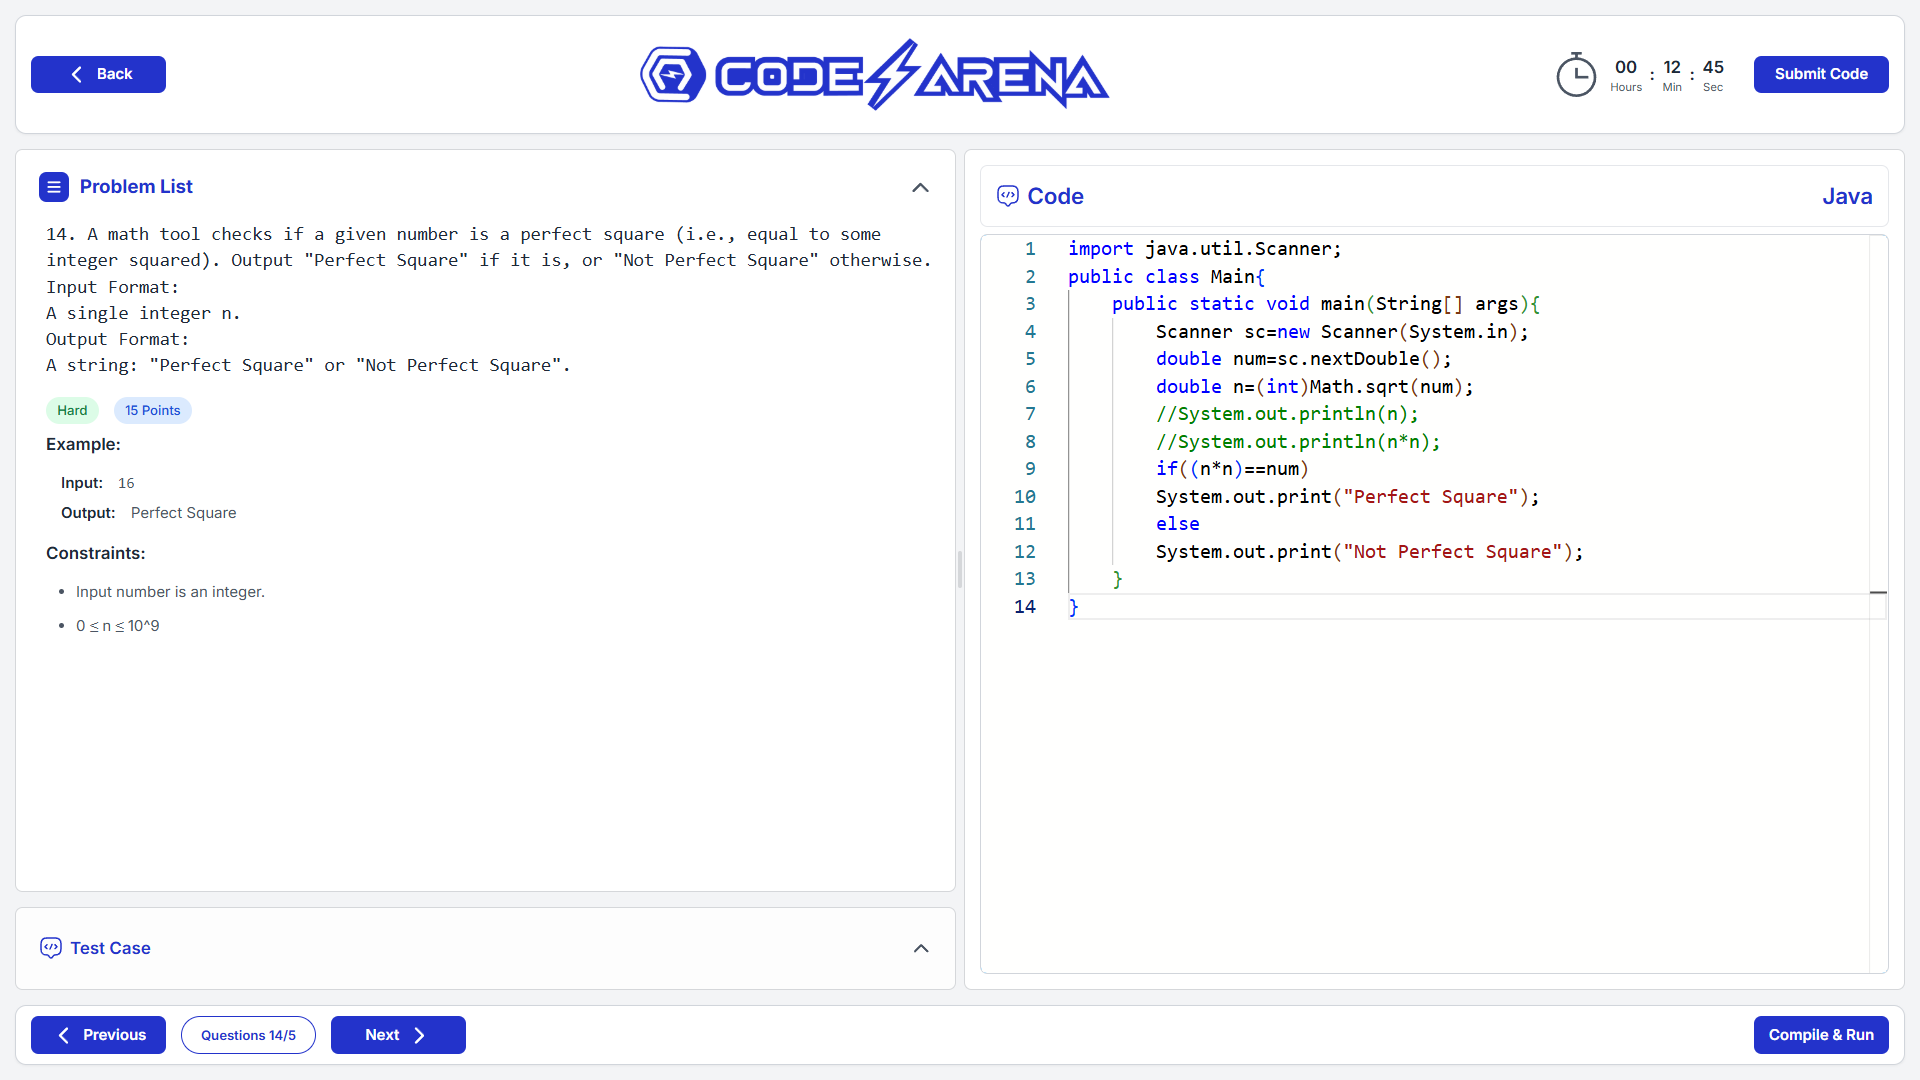 Back
CODE ARENA
00 : 12 : 45
Hours Min Sec
Submit Code
Problem List
14. A math tool checks if a given number is a perfect square (i.e., equal to some
integer squared). Output "Perfect Square" if it is, or "Not Perfect Square" otherwise.
Input Format:
A single integer n.
Output Format:
A string: "Perfect Square" or "Not Perfect Square".
Hard 15 Points
Example:
Input: 16
Output: Perfect Square
Constraints:
• Input number is an integer.
• 0 ≤ n ≤ 10^9
Test Case
Code Java
1 import java.util.Scanner;
2 public class Main{
3 public static void main(String[] args){
4 Scanner sc=new Scanner(System.in);
5 double num=sc.nextDouble();
6 double n=(int)Math.sqrt(num);
7 //System.out.println(n);
8 //System.out.println(n*n);
9 if((n*n)==num)
10 System.out.print("Perfect Square");
11 else
12 System.out.print("Not Perfect Square");
13 }
14 }
Previous
Questions 14/5
Next
Compile & Run